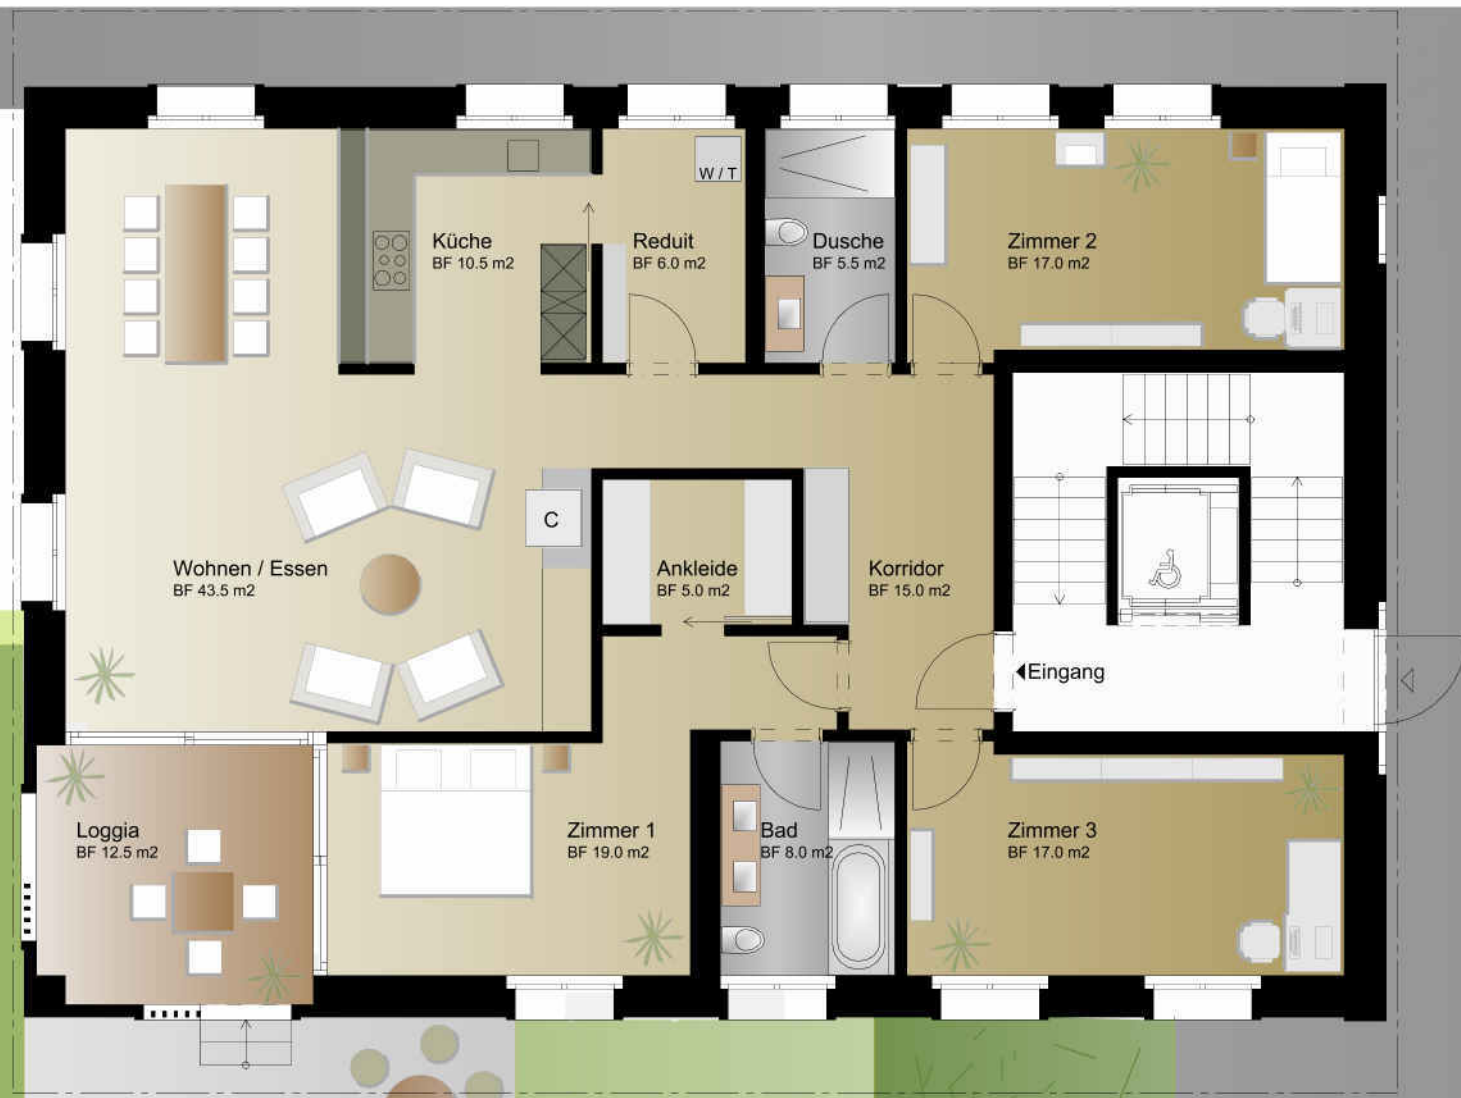 W / T
Küche
BF 10.5 m2
Reduit
BF 6.0 m2
Dusche
BF 5.5 m2
Zimmer 2
BF 17.0 m2
C
Wohnen / Essen
BF 43.5 m2
Ankleide
BF 5.0 m2
Korridor
BF 15.0 m2
Eingang
Loggia
BF 12.5 m2
Zimmer 1
BF 19.0 m2
Bad
BF 8.0 m2
Zimmer 3
BF 17.0 m2